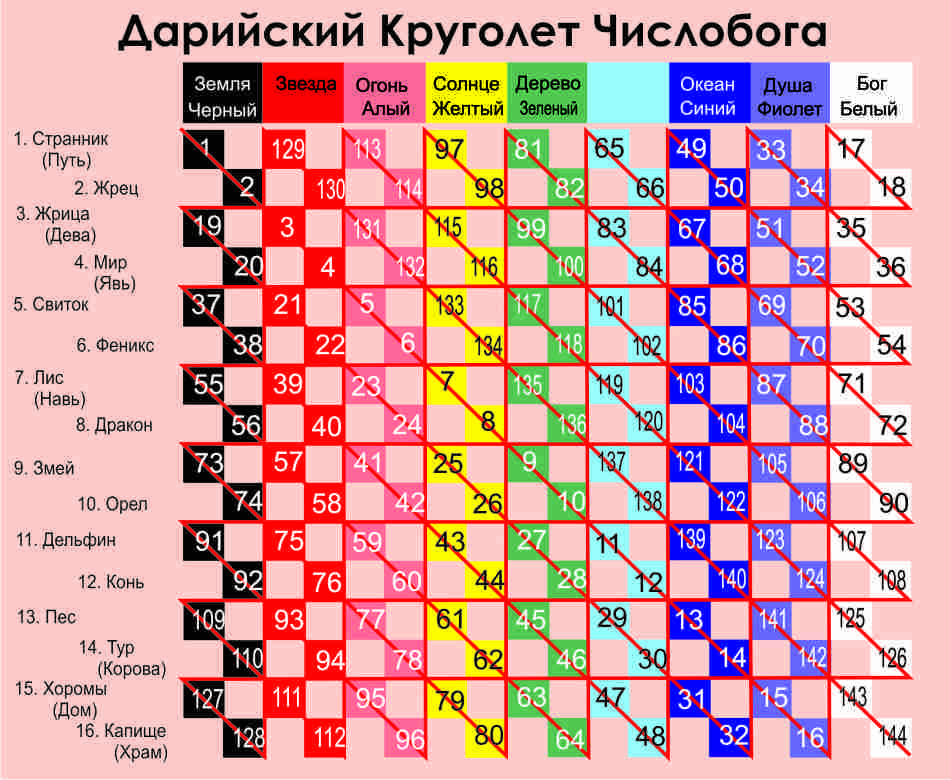 Дарийский Круголет Числобога
Земля Звезда Огонь Солнце Дерево Океан Душа Бог
Черный Алый Желтый Зеленый Синий Фиолет Белый
1. Странник 1 129 113 97 81 65 49 33 17
(Путь)
2. Жрец 2 130 114 98 82 66 50 34 18
3. Жрица 19 3 131 115 99 83 67 51 35
(Дева)
4. Мир 20 4 132 116 100 84 68 52 36
(Явь)
5. Свиток 37 21 5 133 117 101 85 69 53
6. Феникс 38 22 6 134 118 102 86 70 54
7. Лис 55 39 23 7 135 119 103 87 71
(Навь)
8. Дракон 56 40 24 8 136 120 104 88 72
9. Змей 73 57 41 25 9 137 121 105 89
10. Орел 74 58 42 26 10 138 122 106 90
11. Дельфин 91 75 59 43 27 11 139 123 107
12. Конь 92 76 60 44 28 12 140 124 108
13. Пес 109 93 77 61 45 29 13 141 125
14. Тур 110 94 78 62 46 30 14 142 126
(Корова)
15. Хоромы 127 111 95 79 63 47 31 15 143
(Дом)
16. Капище 128 112 96 80 64 48 32 16 144
(Храм)